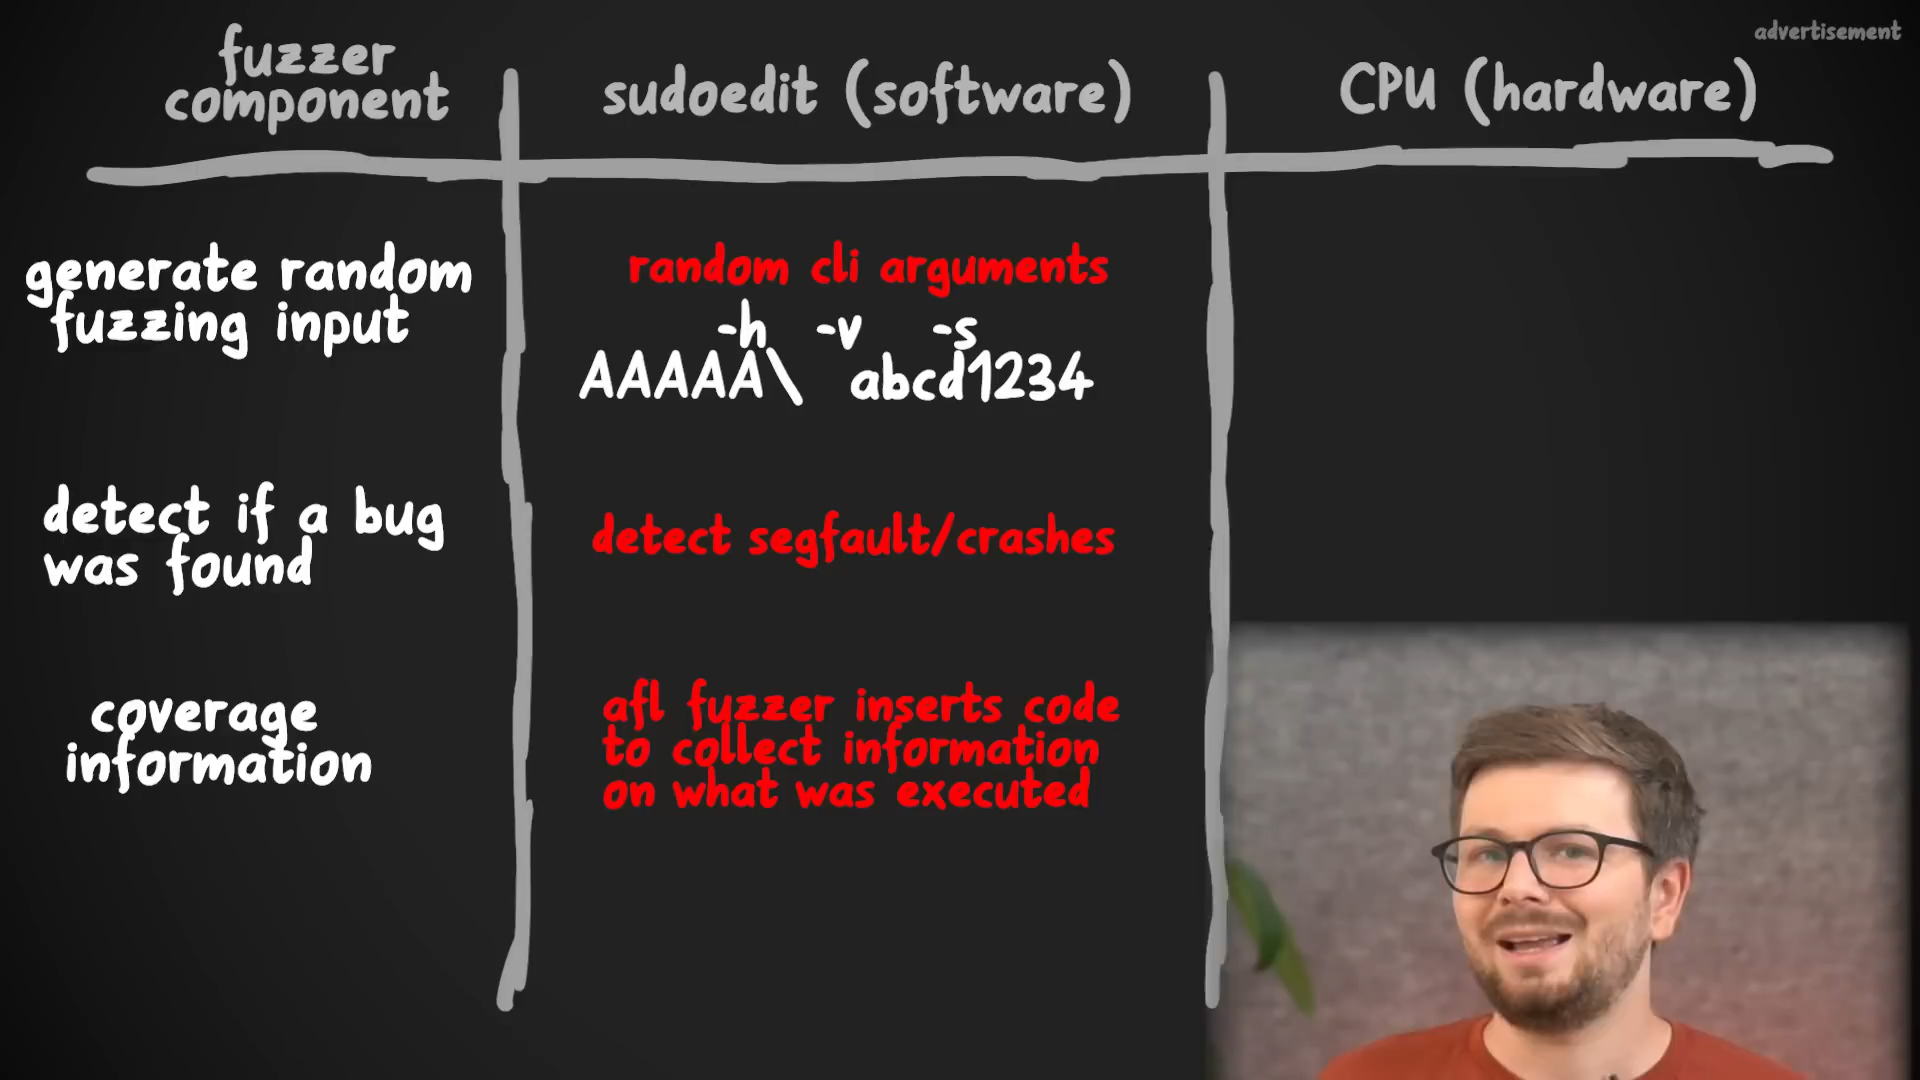 advertisement
fuzzer
component
sudoedit (software)
CPU (hardware)
generate random
fuzzing input
random cli arguments
-h -v -s
AAAAA\ abcd1234
detect if a bug
was found
detect segfault/crashes
coverage
information
afl fuzzer inserts code
to collect information
on what was executed